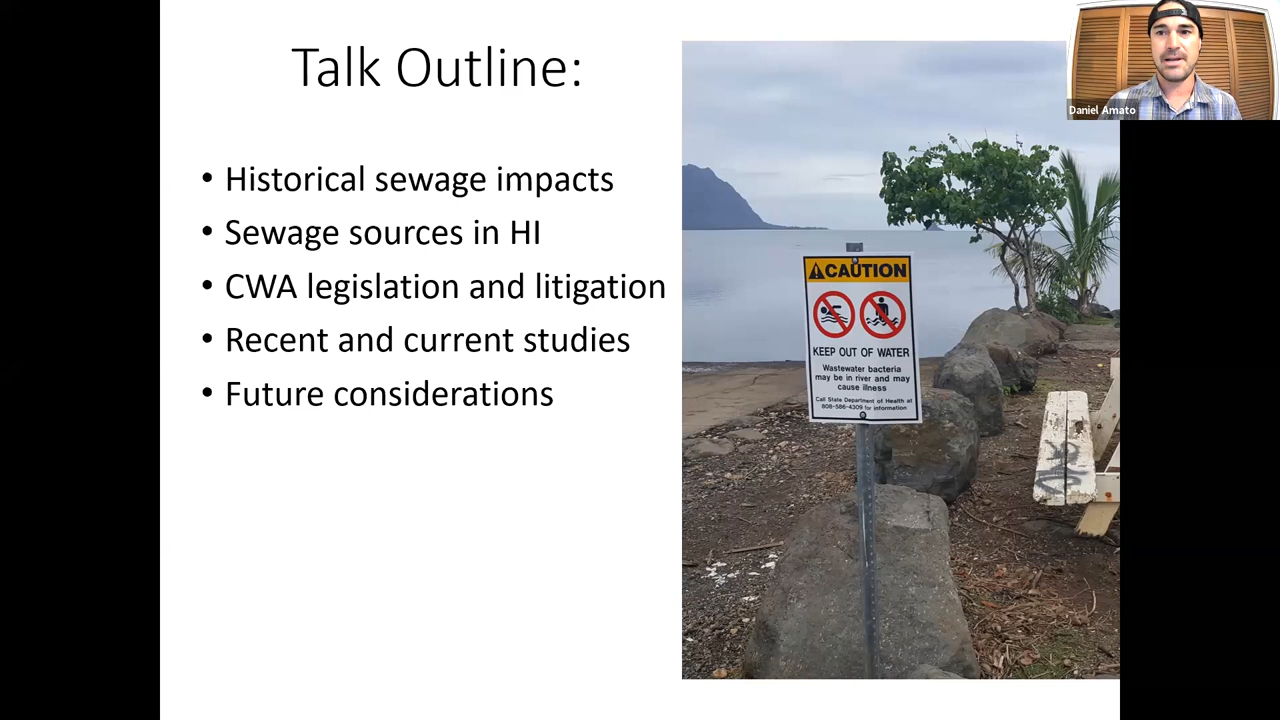 Talk Outline:
• Historical sewage impacts
• Sewage sources in HI
• CWA legislation and litigation
• Recent and current studies
• Future considerations
CAUTION
KEEP OUT OF WATER
Wastewater bacteria
may be in river and may
cause illness
Call State Department of Health at
808-586-4309 for information
Daniel Amato